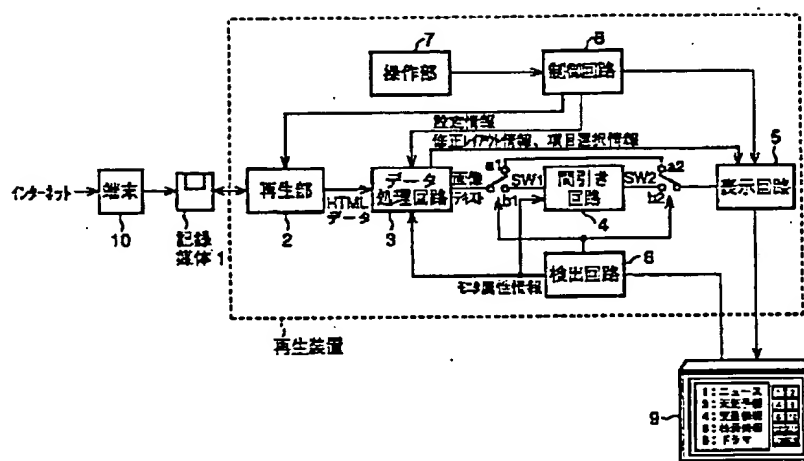 7
操作部
8
制御回路
設定情報
修正レイアウト情報、項目選択情報
5
表示回路
インターネット
端末
10
記録
媒体1
再生部
2
HTML
データ
データ
処理回路
3
画像
テキスト
a1
b1
SW1
間引き
回路
4
SW2
a2
b2
6
検出回路
モニタ属性情報
再生装置
9
1:ニュース
3:天気予報
4:交通情報
5:ドラマ